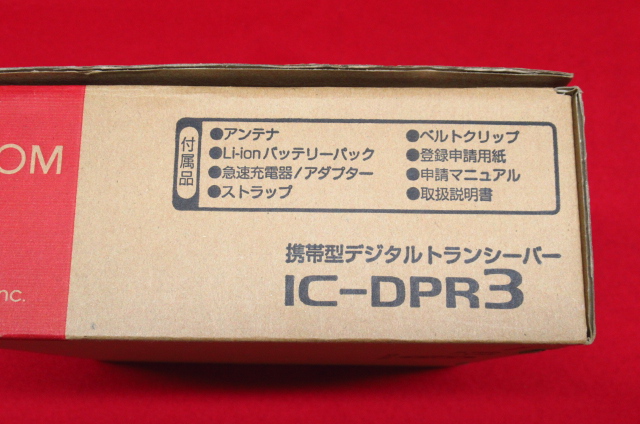 OM
nc.
付属品
●アンテナ
●Li-ionバッテリーパック
●急速充電器/アダプター
●ストラップ
●ベルトクリップ
●登録申請用紙
●申請マニュアル
●取扱説明書
携帯型デジタルトランシーバー
IC-DPR3